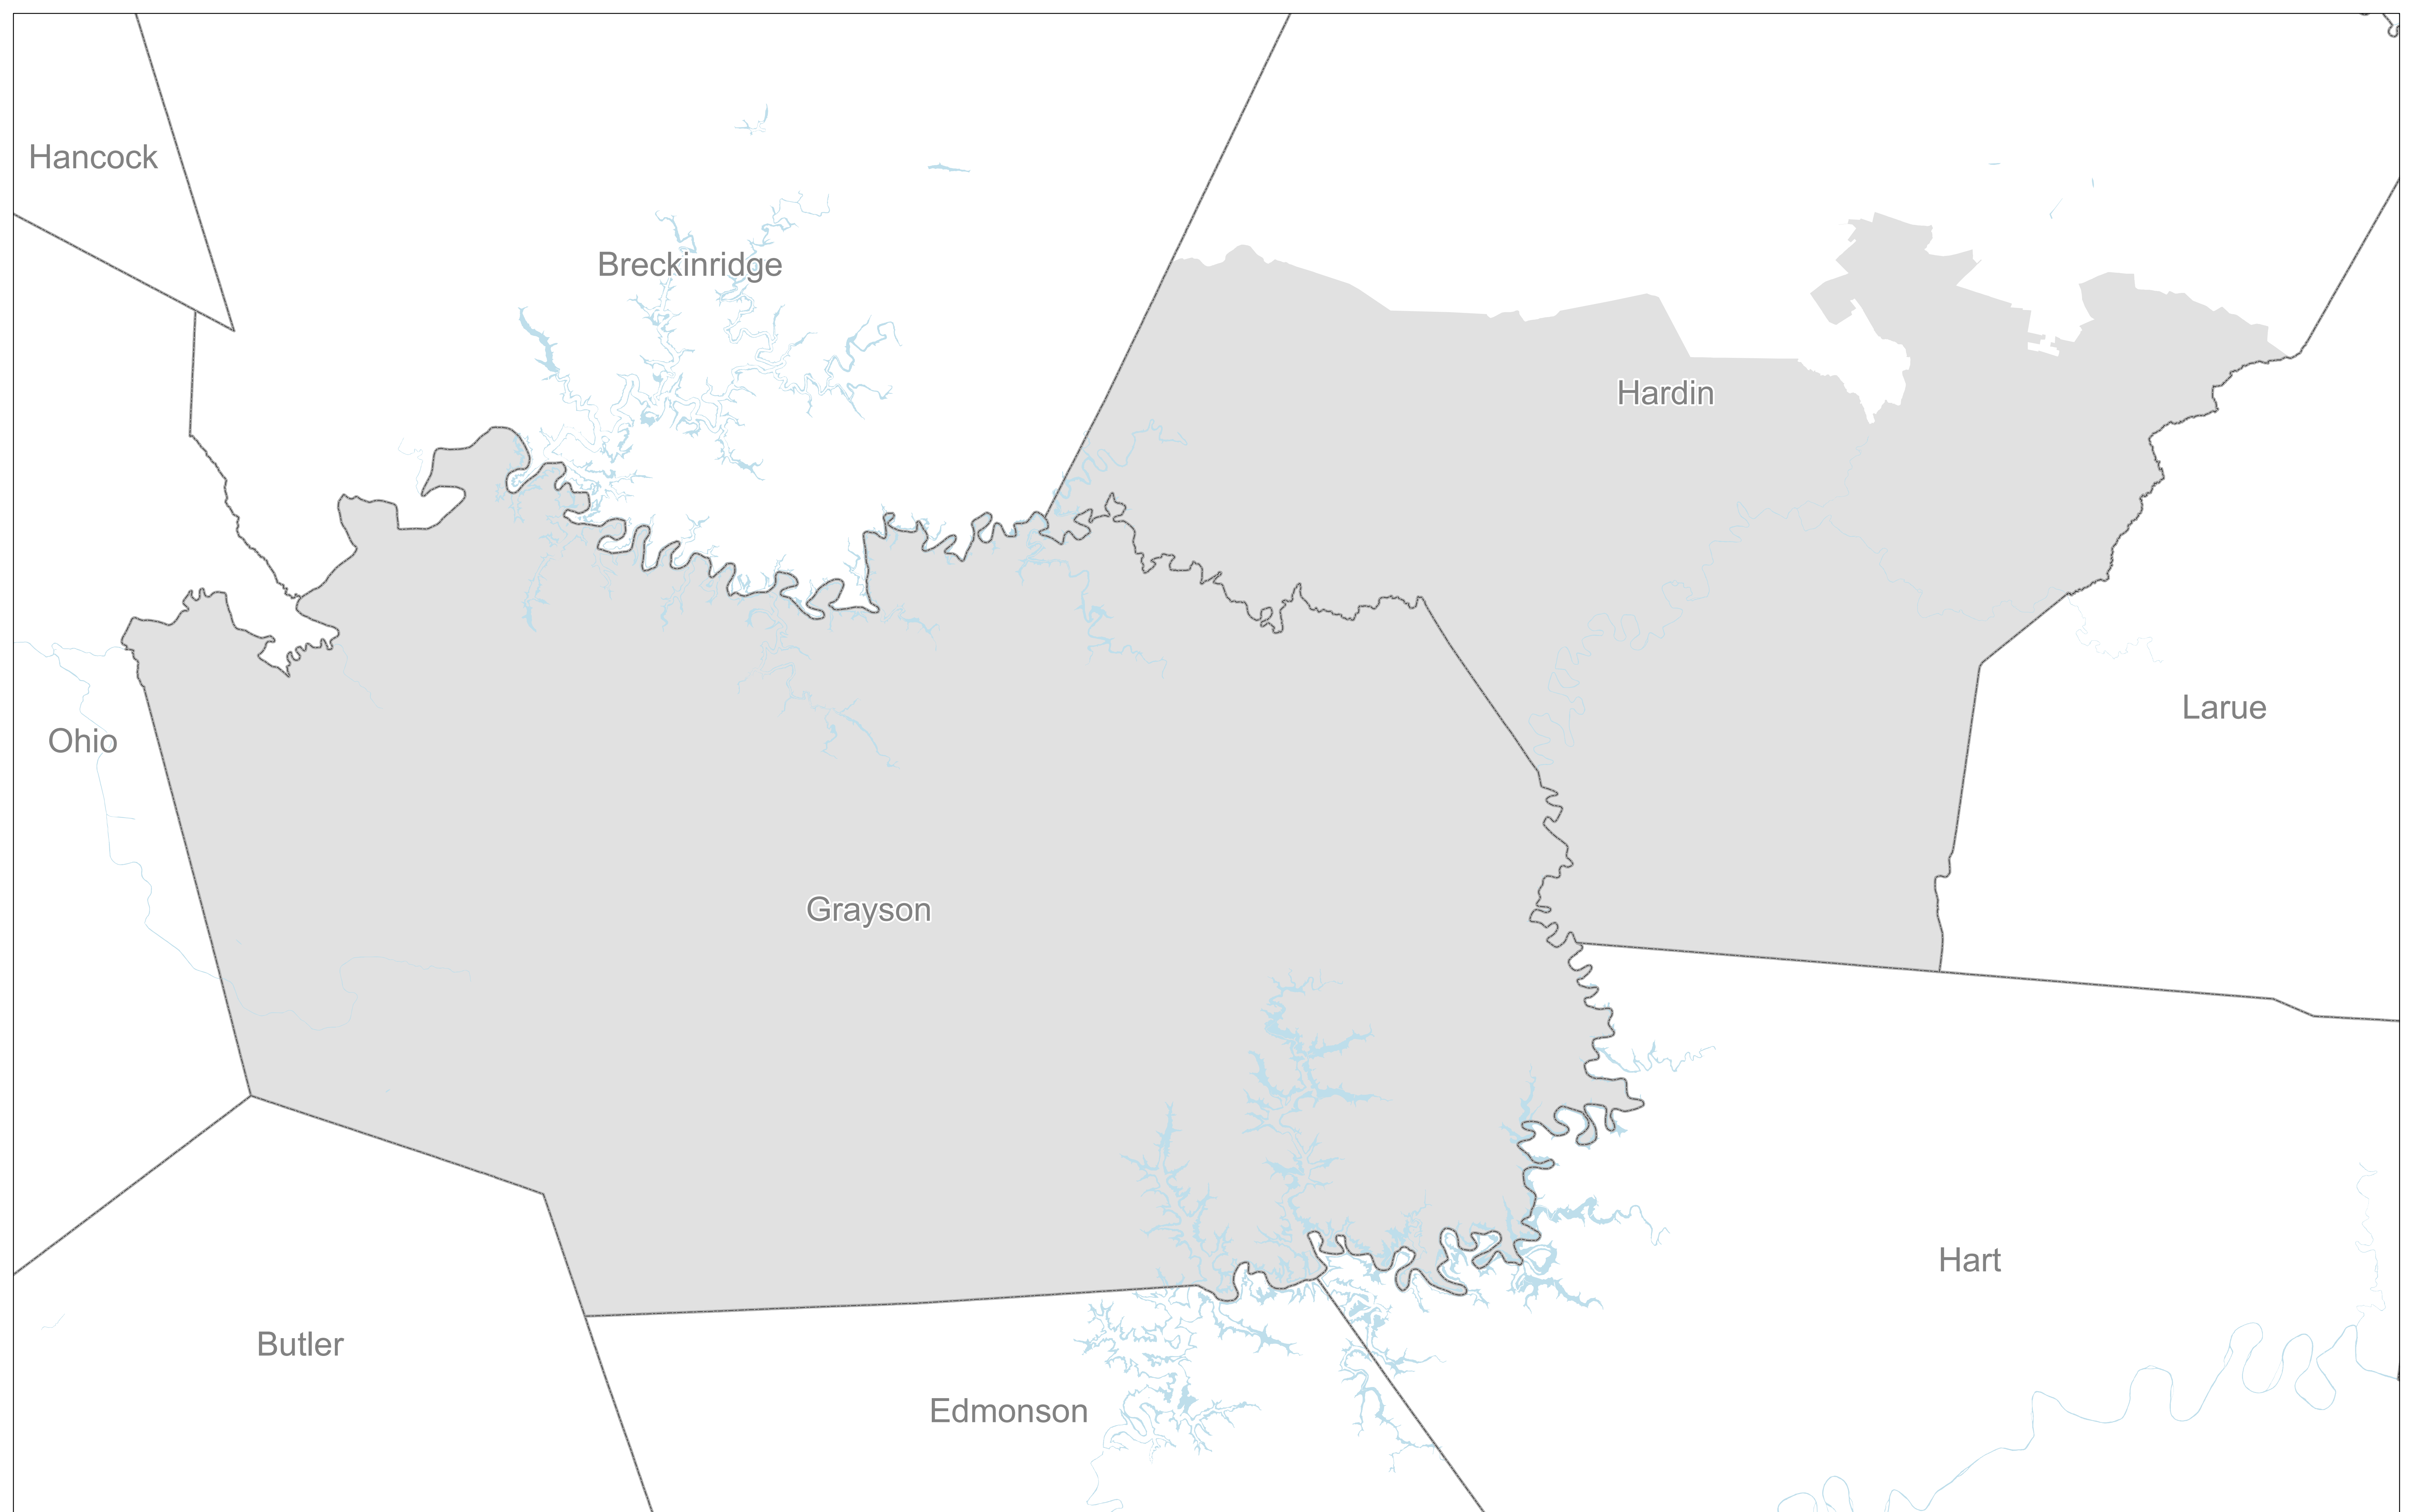 Hancock
Breckinridge
Hardin
Larue
Ohio
Grayson
Hart
Butler
Edmonson